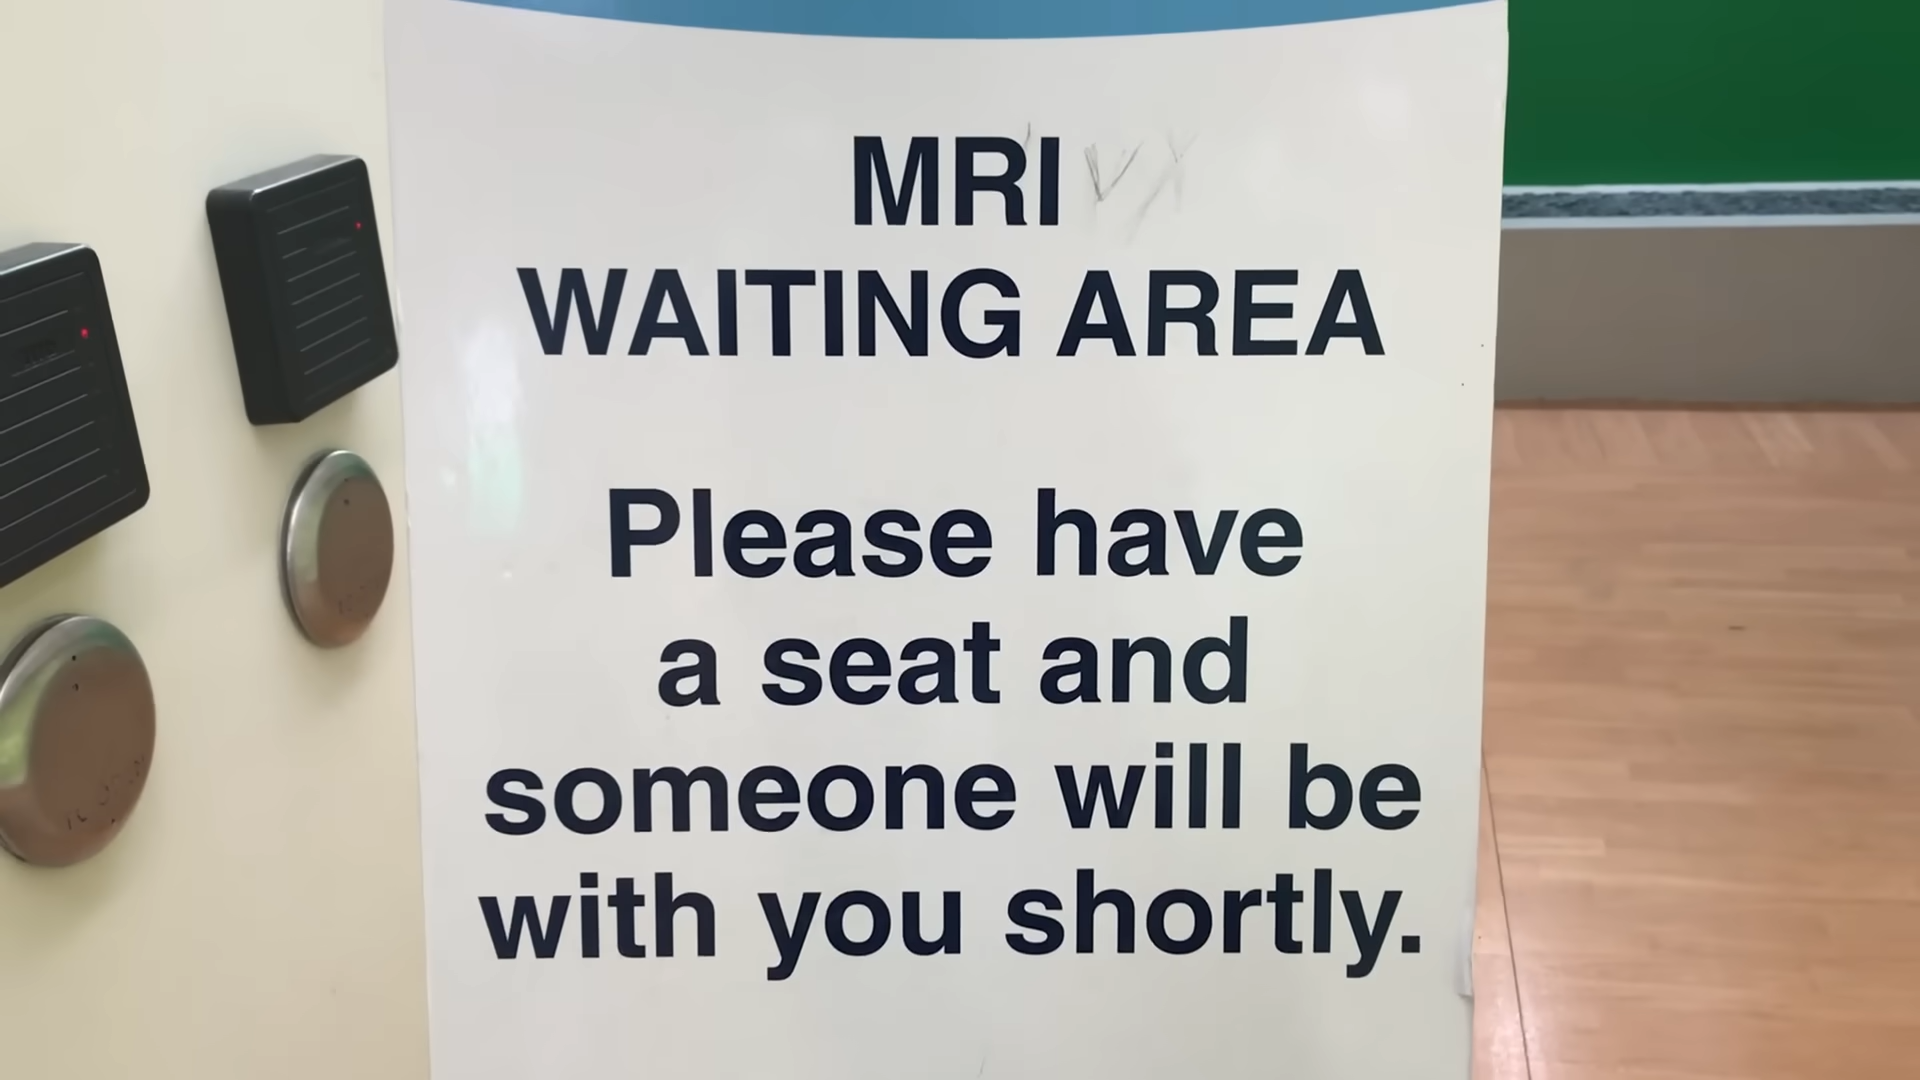 MRI
WAITING AREA
Please have
a seat and
someone will be
with you shortly.